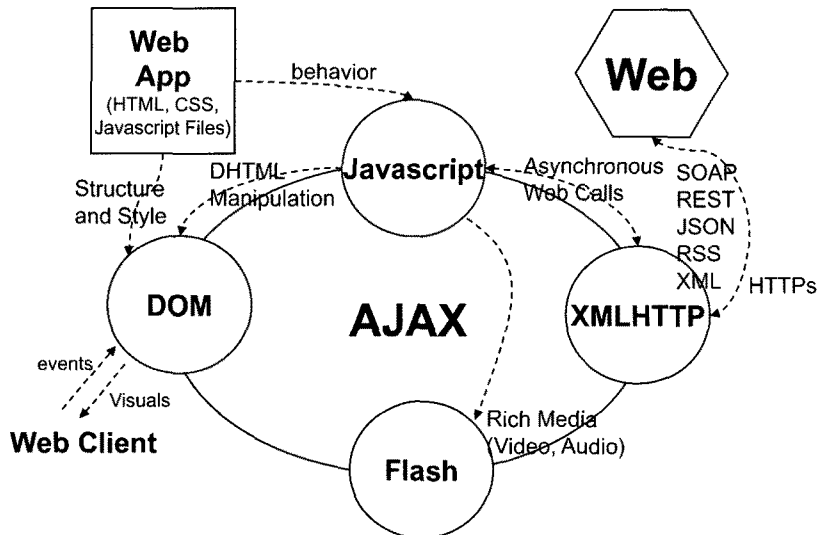 Web
App
(HTML, CSS,
Javascript Files)
behavior
Web
Javascript
DHTML
Manipulation
Asynchronous
Web Calls
SOAP
REST
JSON
RSS
XML
HTTPs
Structure
and Style
DOM
AJAX
XMLHTTP
events
Visuals
Web Client
Flash
Rich Media
(Video, Audio)